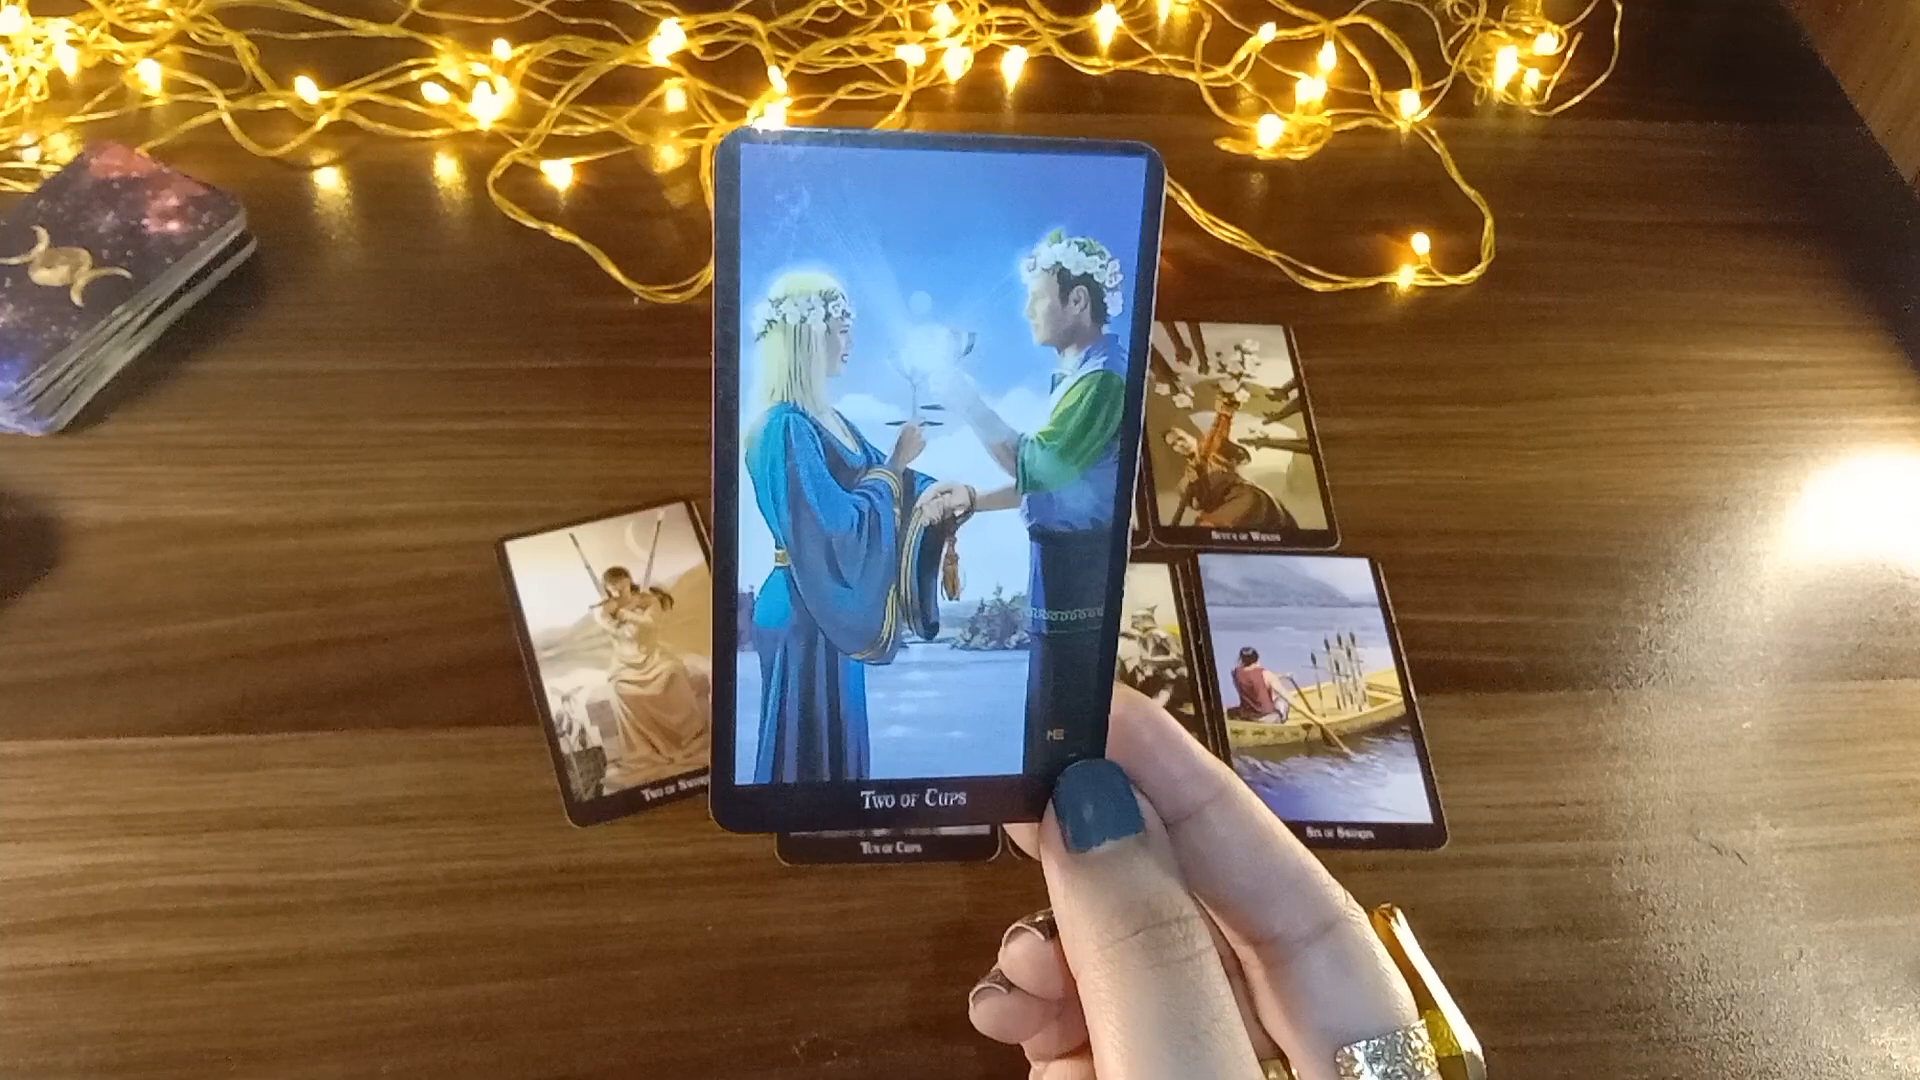 Seven of Wands
Two of Swords
Two of Cups
Six of Swords
Ten of Cups